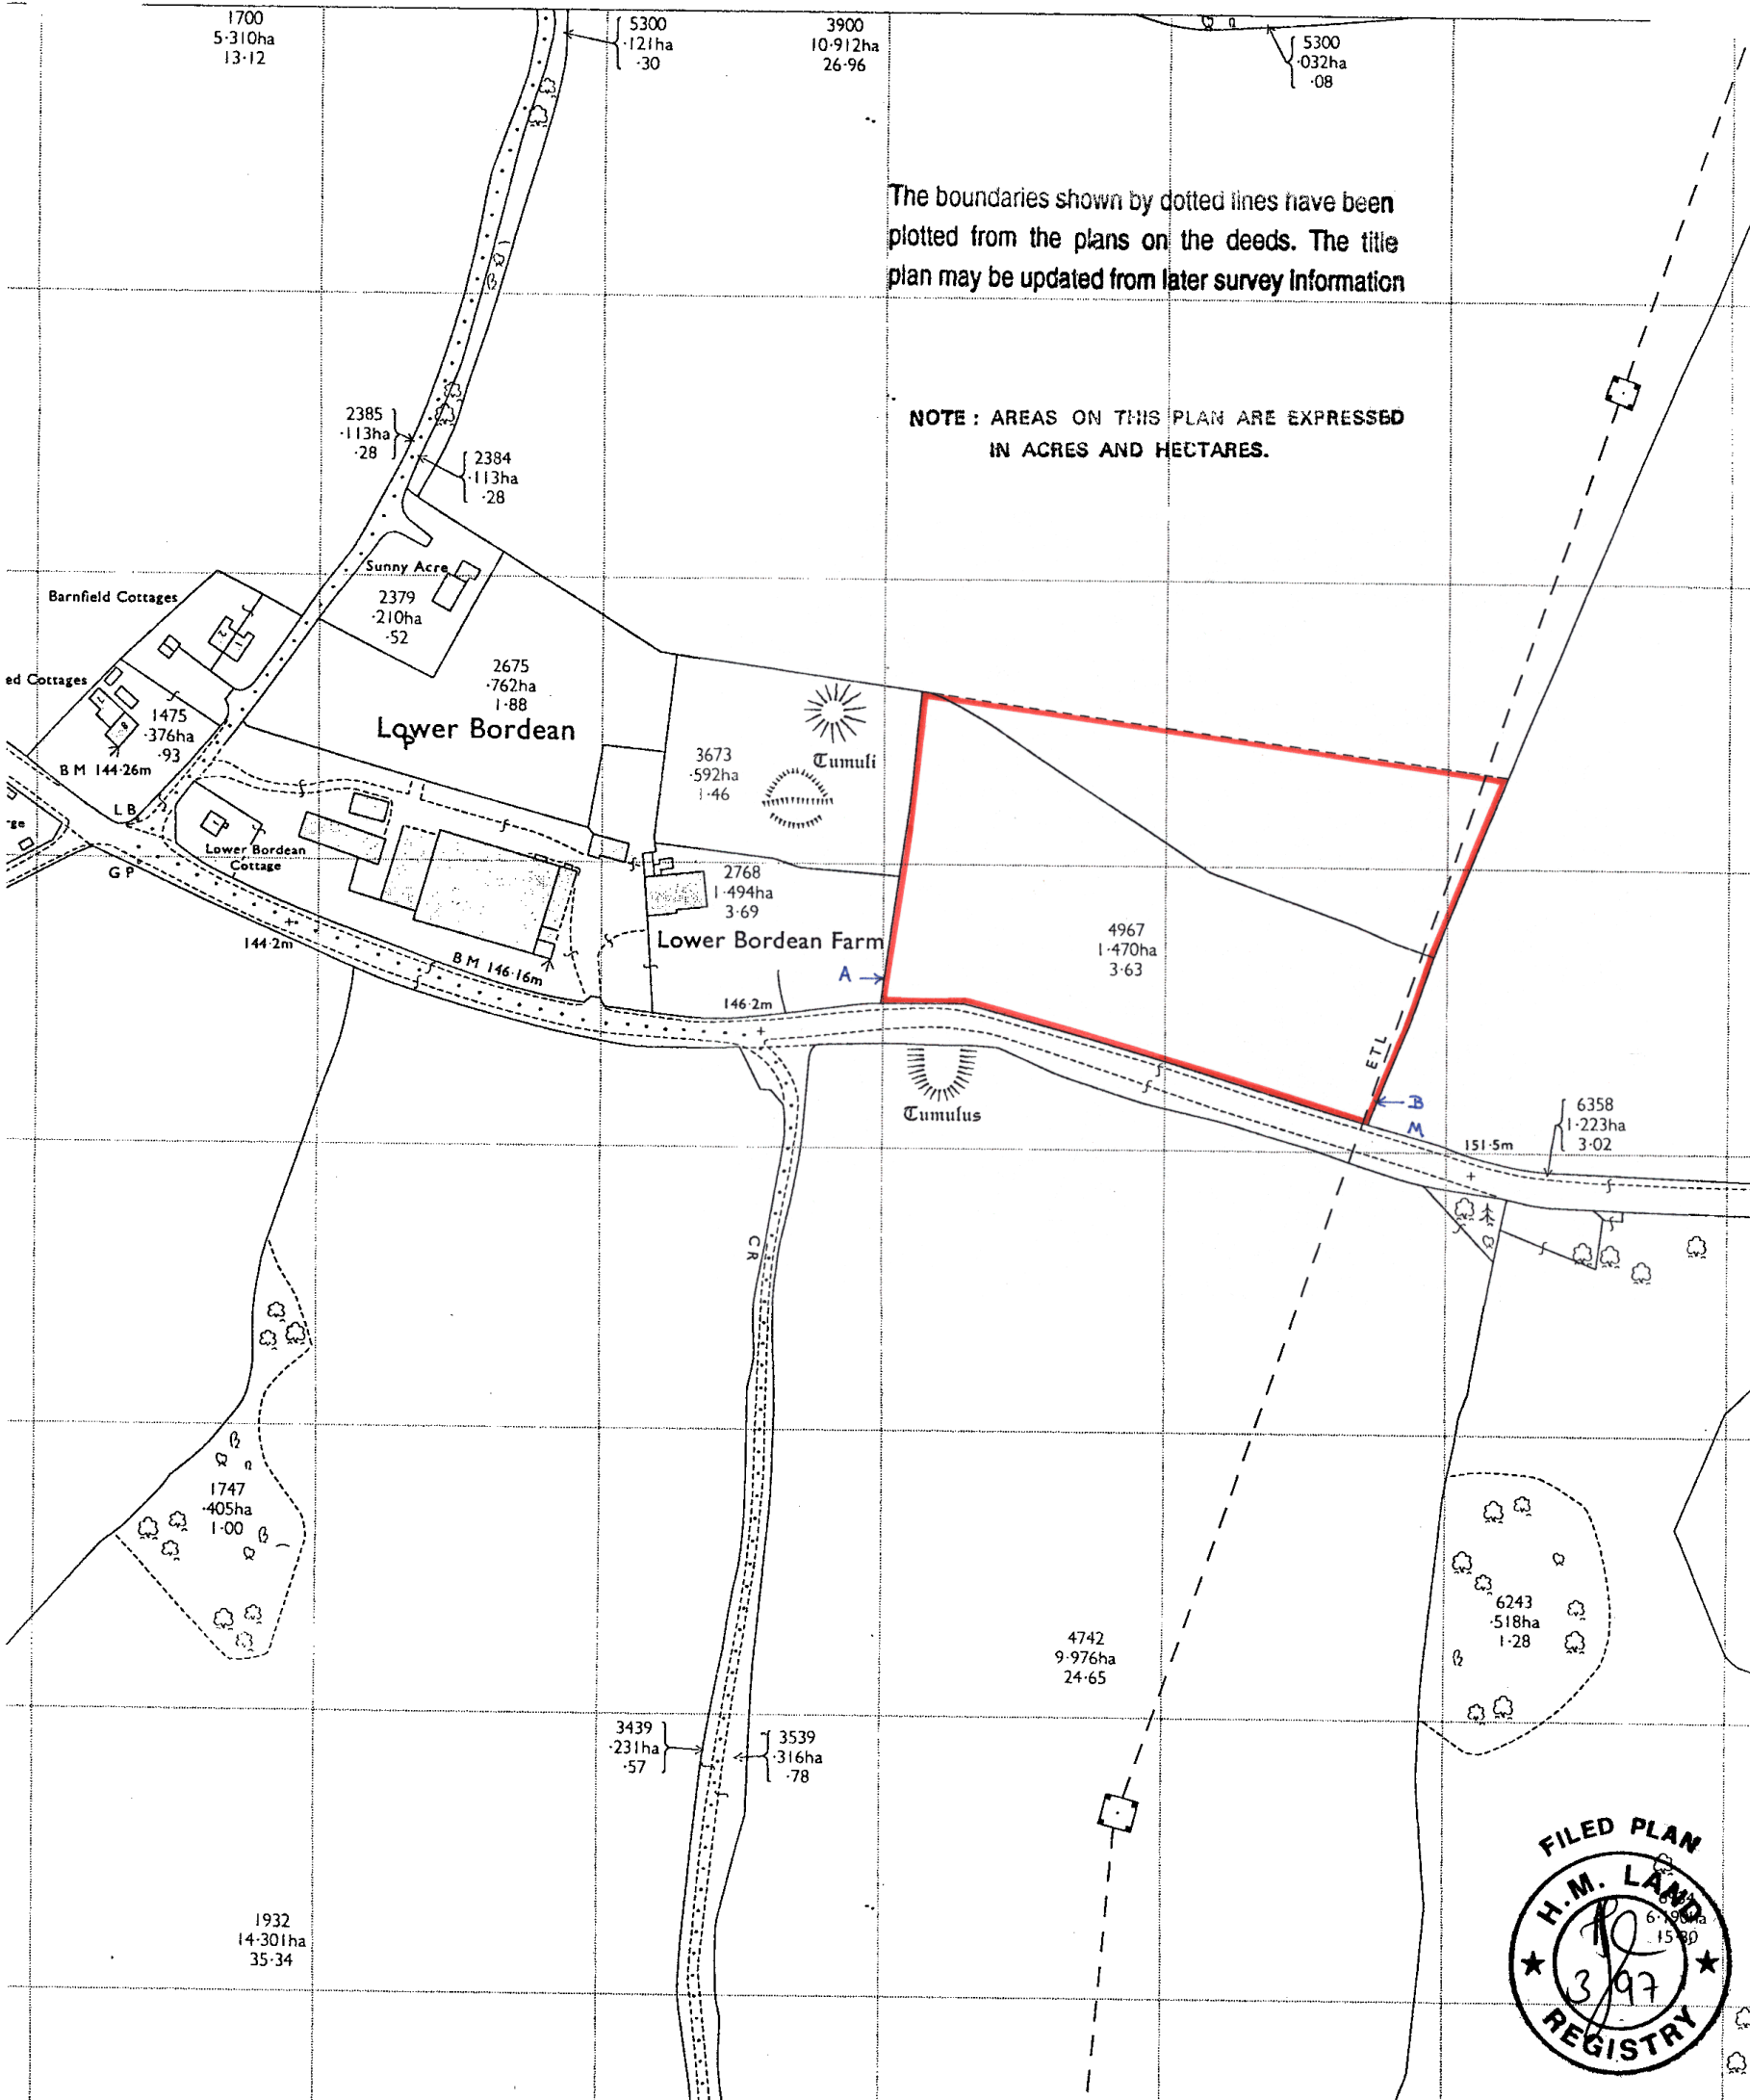 1700
5·310ha
13·12
5300
·121ha
·30
3900
10·912ha
26·96
5300
·032ha
·08
The boundaries shown by dotted lines have been
plotted from the plans on the deeds. The title
plan may be updated from later survey information
NOTE : AREAS ON THIS PLAN ARE EXPRESSED
IN ACRES AND HECTARES.
2385
·113ha
·28
2384
·113ha
·28
Sunny Acre
2379
·210ha
·52
Barnfield Cottages
2675
·762ha
1·88
Lower Bordean
ed Cottages
1475
·376ha
·93
B M 144·26m
3673
·592ha
1·46
Tumuli
L B
ge
Lower Bordean
Cottage
G P
2768
1·494ha
3·69
Lower Bordean Farm
4967
1·470ha
3·63
144·2m
B M 146·16m
A
146·2m
ETL
Tumulus
B
M
151·5m
6358
1·223ha
3·02
C R
1747
·405ha
1·00
6243
·518ha
1·28
4742
9·976ha
24·65
3439
·231ha
·57
3539
·316ha
·78
1932
14·301ha
35·34
FILED PLAN
H.M. LAND
REGISTRY
3/97